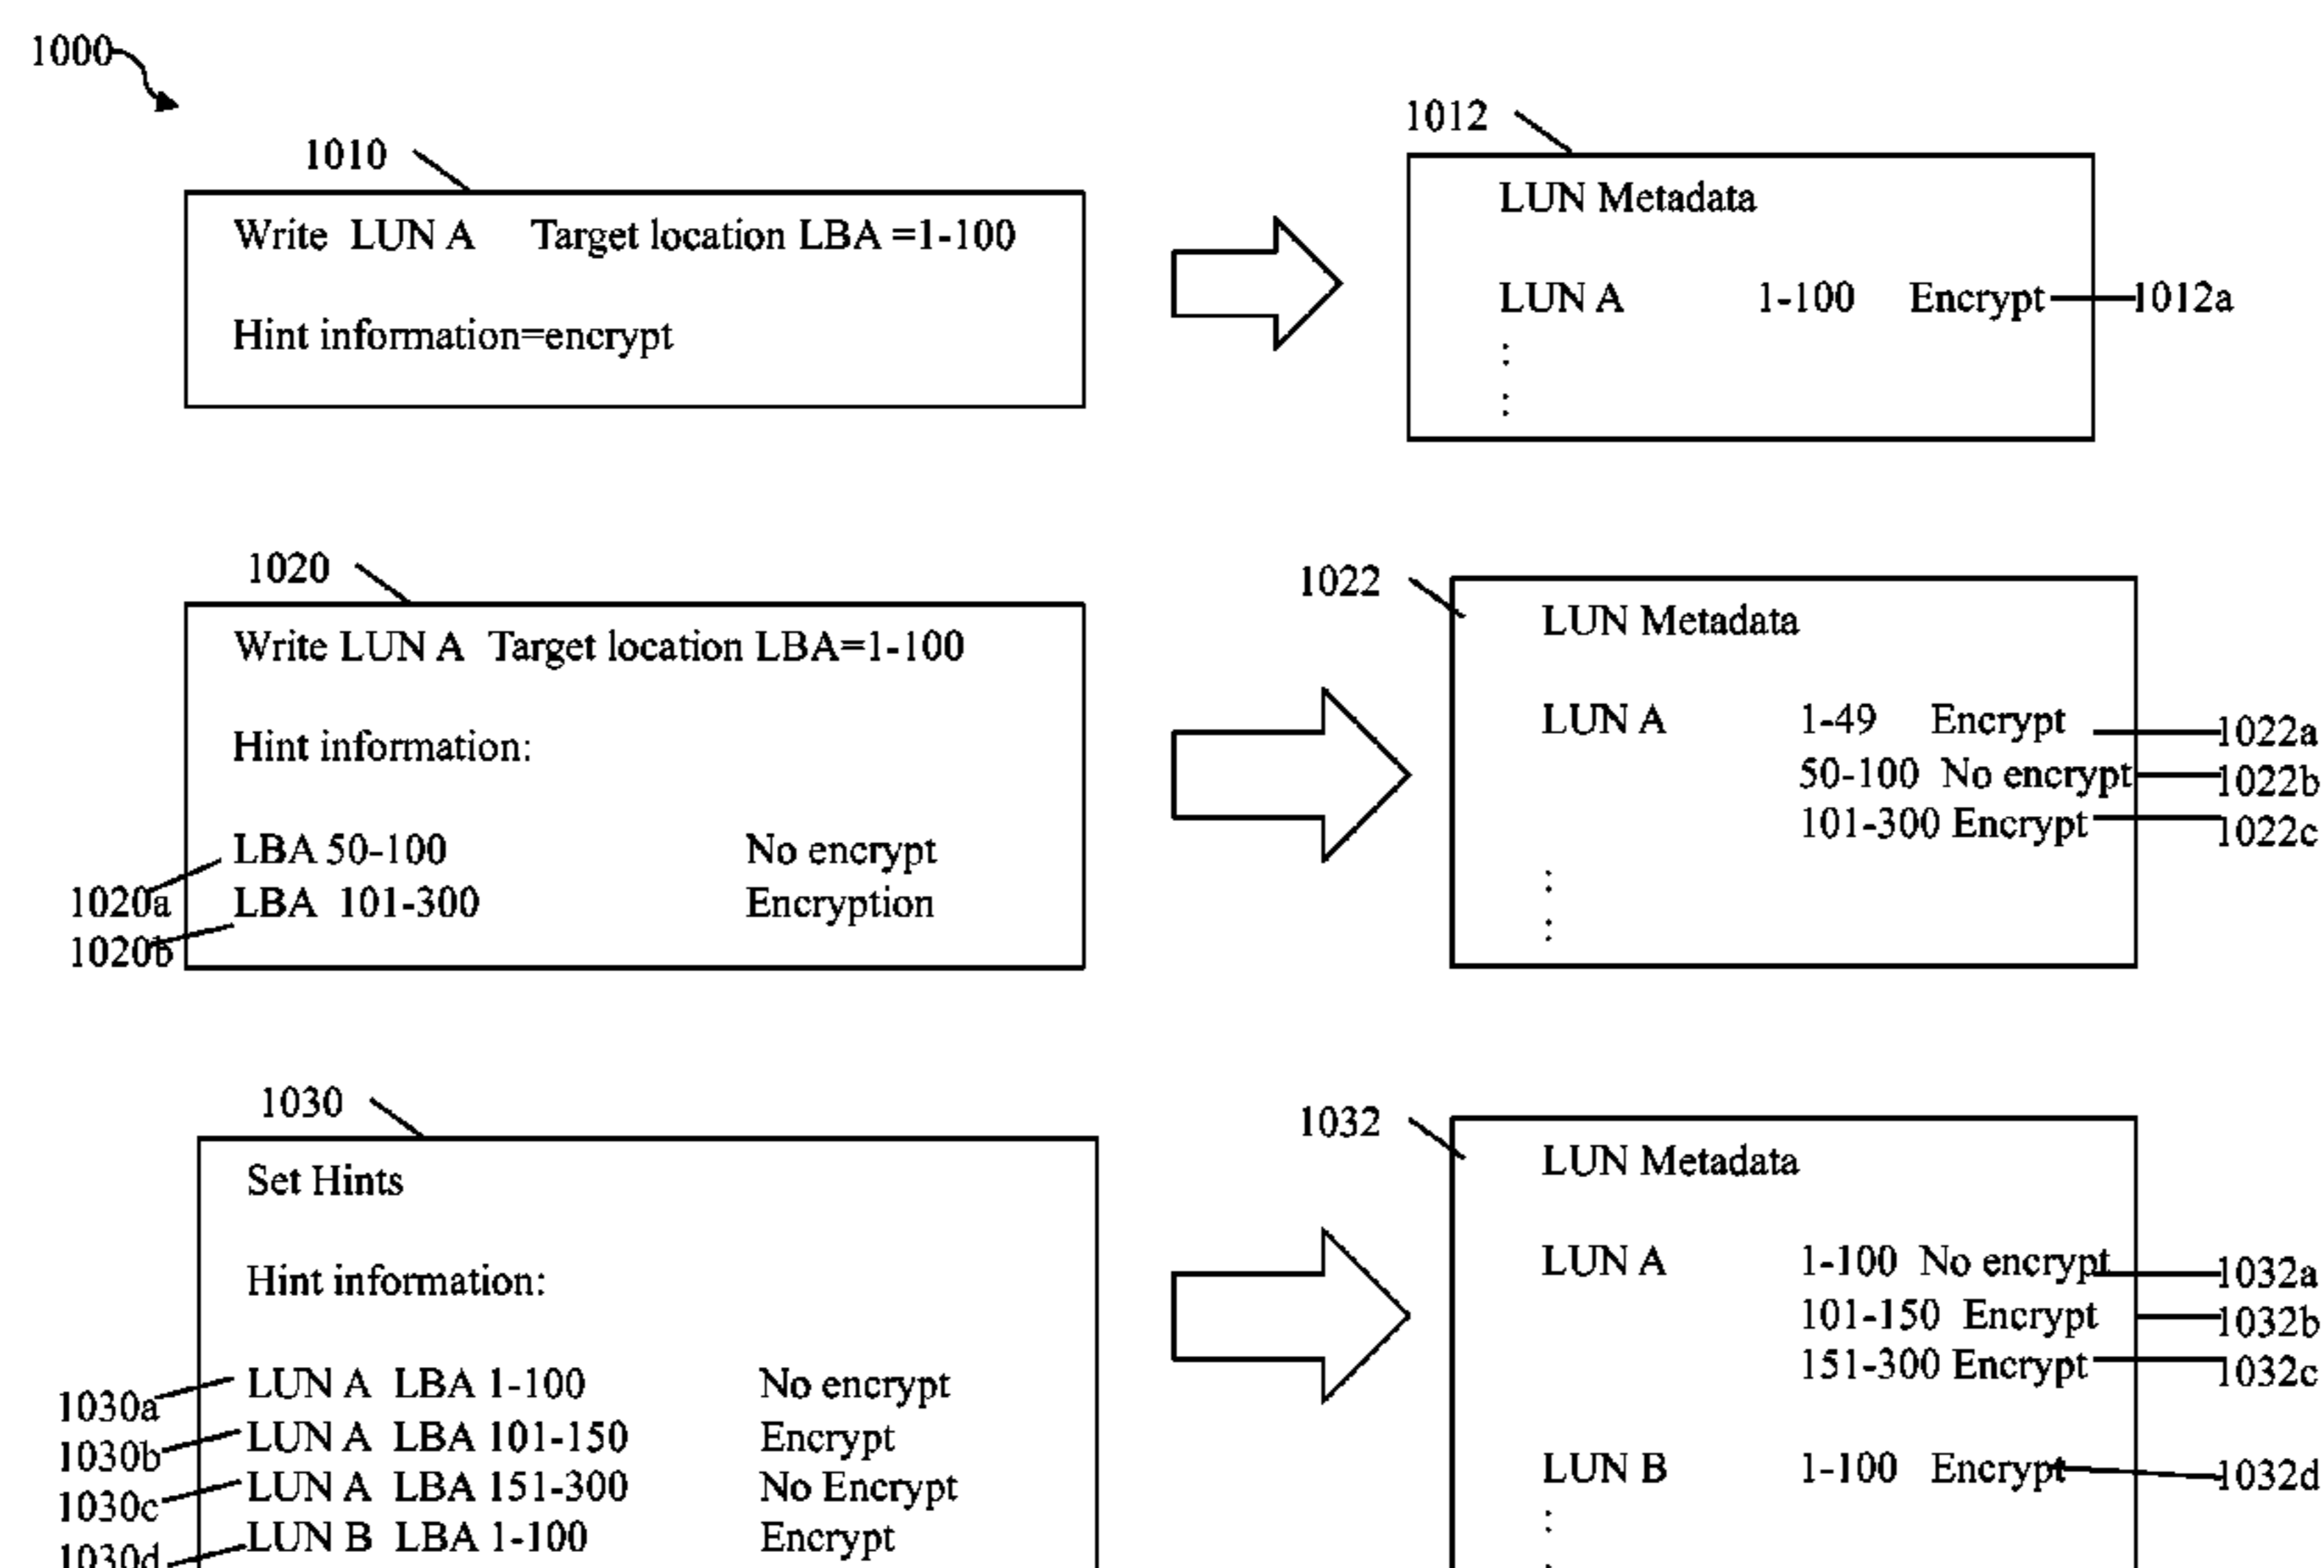 1000
1010
Write LUN A Target location LBA =1-100
Hint information=encrypt
1012
LUN Metadata
LUN A 1-100 Encrypt 1012a
1020
Write LUN A Target location LBA=1-100
Hint information:
LBA 50-100 No encrypt
1020a LBA 101-300 Encryption
1020b
1022
LUN Metadata
LUN A 1-49 Encrypt 1022a
50-100 No encrypt 1022b
101-300 Encrypt 1022c
1030
Set Hints
Hint information:
1030a LUN A LBA 1-100 No encrypt
1030b LUN A LBA 101-150 Encrypt
1030c LUN A LBA 151-300 No Encrypt
1030d LUN B LBA 1-100 Encrypt
1032
LUN Metadata
LUN A 1-100 No encrypt 1032a
101-150 Encrypt 1032b
151-300 Encrypt 1032c
LUN B 1-100 Encrypt 1032d